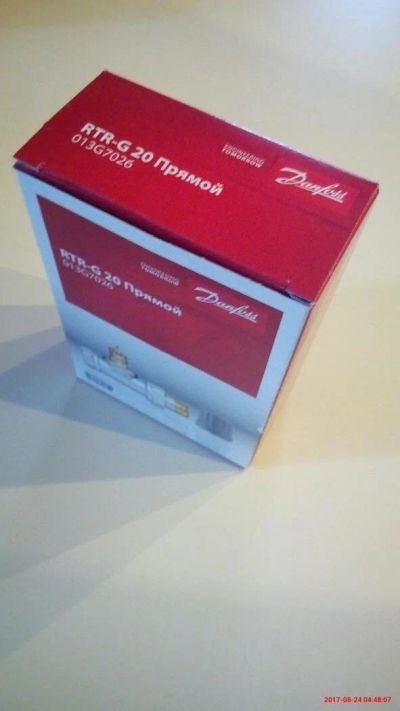 RTR-G 20 Прямой
013G7026
ENGINEERING
TOMORROW
Danfoss
RTR-G 20 Прямой
013G7026
ENGINEERING
TOMORROW
Danfoss
2017-08-24 04:48:07